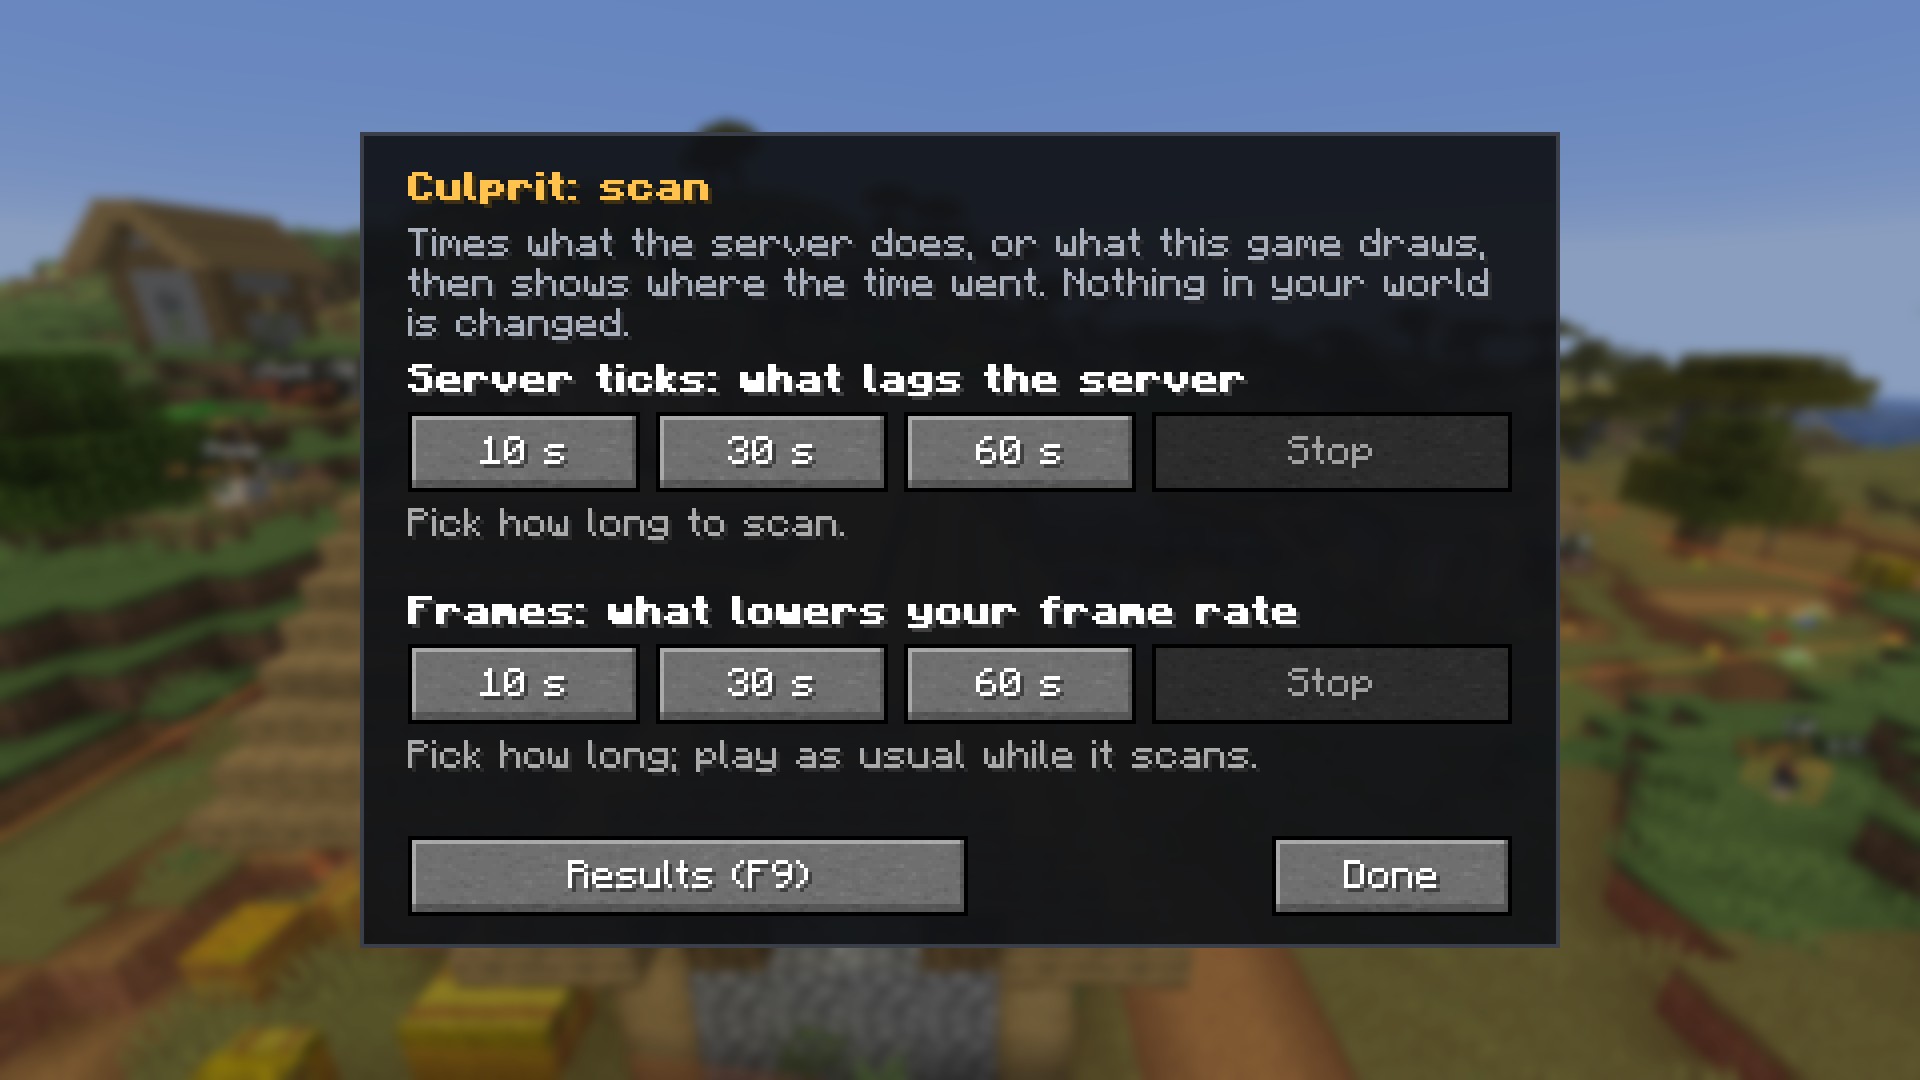 Culprit: scan
Times what the server does, or what this game draws,
then shows where the time went. Nothing in your world
is changed.
Server ticks: what lags the server
10 s 30 s 60 s Stop
Pick how long to scan.
Frames: what lowers your frame rate
10 s 30 s 60 s Stop
Pick how long; play as usual while it scans.
Results (F9) Done